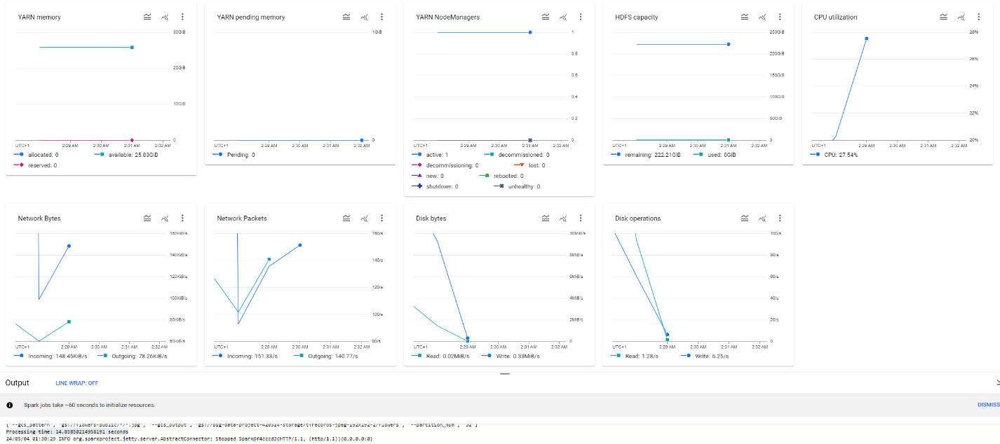 YARN memory
30GiB
20GiB
10GiB
0
UTC+1 2:29 AM 2:30 AM 2:31 AM 2:32 AM
allocated: 0 available: 25.83GiB
reserved: 0
YARN pending memory
1GiB
0
UTC+1 2:29 AM 2:30 AM 2:31 AM 2:32 AM
Pending: 0
YARN NodeManagers
1
0.8
0.6
0.4
0.2
0
UTC+1 2:29 AM 2:30 AM 2:31 AM 2:32 AM
active: 1 decommissioned: 0
decommissioning: 0 lost: 0
new: 0 rebooted: 0
shutdown: 0 unhealthy: 0
HDFS capacity
250GiB
200GiB
150GiB
100GiB
50GiB
0
UTC+1 2:29 AM 2:30 AM 2:31 AM 2:32 AM
remaining: 222.21GiB used: 0GiB
CPU utilization
28%
26%
24%
22%
20%
UTC+1 2:29 AM 2:30 AM 2:31 AM 2:32 AM
CPU: 27.54%
Network Bytes
160KiB/s
140KiB/s
120KiB/s
100KiB/s
80KiB/s
60KiB/s
UTC+1 2:29 AM 2:30 AM 2:31 AM 2:32 AM
Incoming: 148.45KiB/s Outgoing: 78.26KiB/s
Network Packets
160/s
140/s
120/s
100/s
80/s
UTC+1 2:29 AM 2:30 AM 2:31 AM 2:32 AM
Incoming: 151.33/s Outgoing: 140.77/s
Disk bytes
10MiB/s
8MiB/s
6MiB/s
4MiB/s
2MiB/s
0
UTC+1 2:29 AM 2:30 AM 2:31 AM 2:32 AM
Read: 0.02MiB/s Write: 0.33MiB/s
Disk operations
100/s
80/s
60/s
40/s
20/s
0
UTC+1 2:29 AM 2:30 AM 2:31 AM 2:32 AM
Read: 1.28/s Write: 6.25/s
Output LINE WRAP: OFF
Spark jobs take ~60 seconds to initialize resources. DISMISS
['--gcs_pattern', 'gs://flowers-public/*/*.jpg', '--gcs_output', 'gs://big-data-project-420514-storage/tfrecords-jpeg-192x192-2/flowers', '--partition_num', '32']
Processing time: 14.85850214958191 seconds
24/05/04 01:30:29 INFO org.sparkproject.jetty.server.AbstractConnector: Stopped Spark@f4cccd3{HTTP/1.1, (http/1.1)}{0.0.0.0:0}